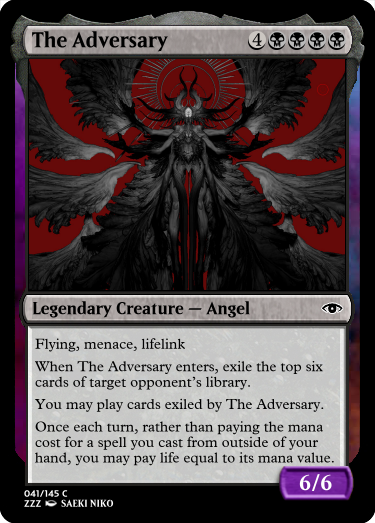 The Adversary 4
Legendary Creature — Angel
Flying, menace, lifelink
When The Adversary enters, exile the top six
cards of target opponent's library.
You may play cards exiled by The Adversary.
Once each turn, rather than paying the mana
cost for a spell you cast from outside of your
hand, you may pay life equal to its mana value.
6/6
041/145 C
ZZZ SAEKI NIKO